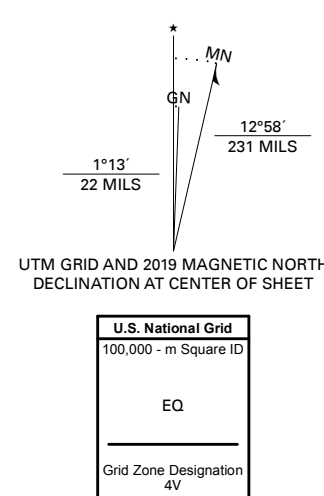 ★
MN
GN
12°58´
231 MILS
1°13´
22 MILS
UTM GRID AND 2019 MAGNETIC NORTH
DECLINATION AT CENTER OF SHEET
U.S. National Grid
100,000 - m Square ID
EQ
Grid Zone Designation
4V